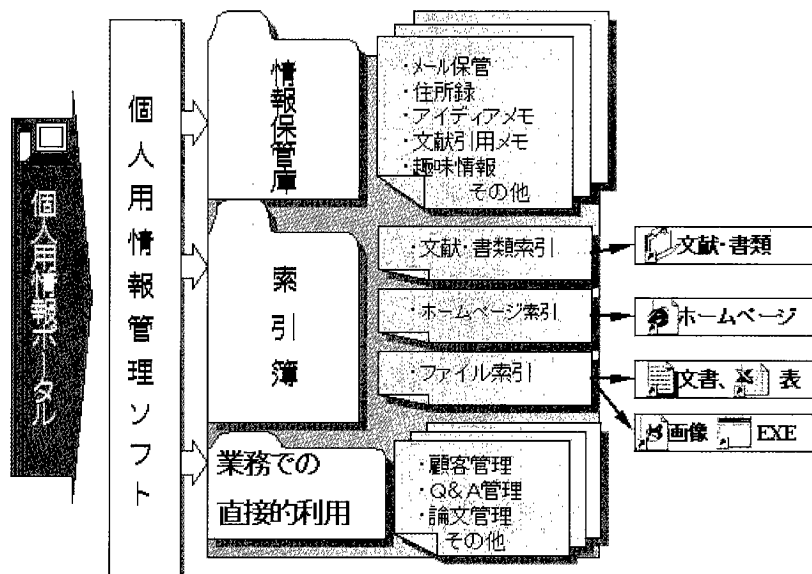 個人用情報ポータル
個人用情報管理ソフト
情報保管庫
・メール保管
・住所録
・アイディアメモ
・文献引用メモ
・趣味情報
その他
索引簿
・文献・書類索引
文献・書類
・ホームページ索引
ホームページ
・ファイル索引
文書、表
画像 EXE
業務での
直接的利用
・顧客管理
・Q&A管理
・論文管理
その他